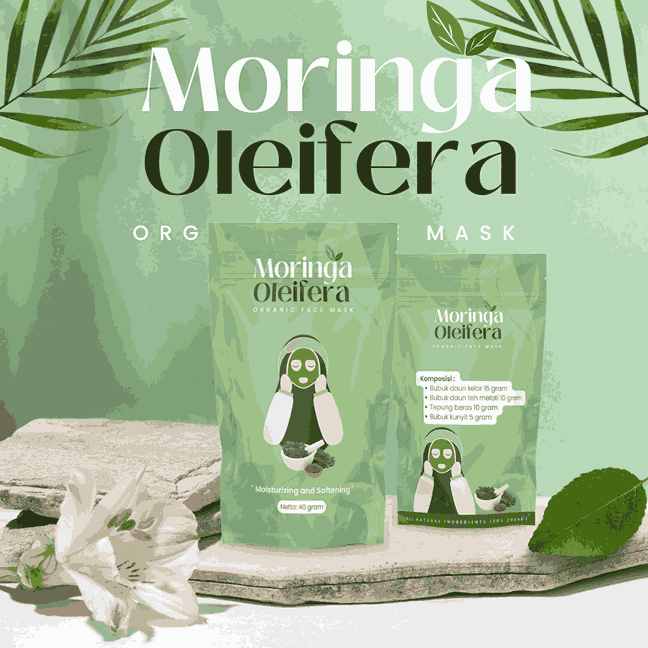 Moringa
Oleifera
ORG
MASK
Moringa
Oleifera
ORGANIC FACE MASK
" Moisturizing and Softening "
Netto: 40 gram
Moringa
Oleifera
ORGANIC FACE MASK
Komposisi :
• Bubuk daun kelor 15 gram
• Bubuk daun teh melati 10 gram
• Tepung beras 10 gram
• Bubuk kunyit 5 gram
NATURAL INGREDIENTS 100% ORGANIC